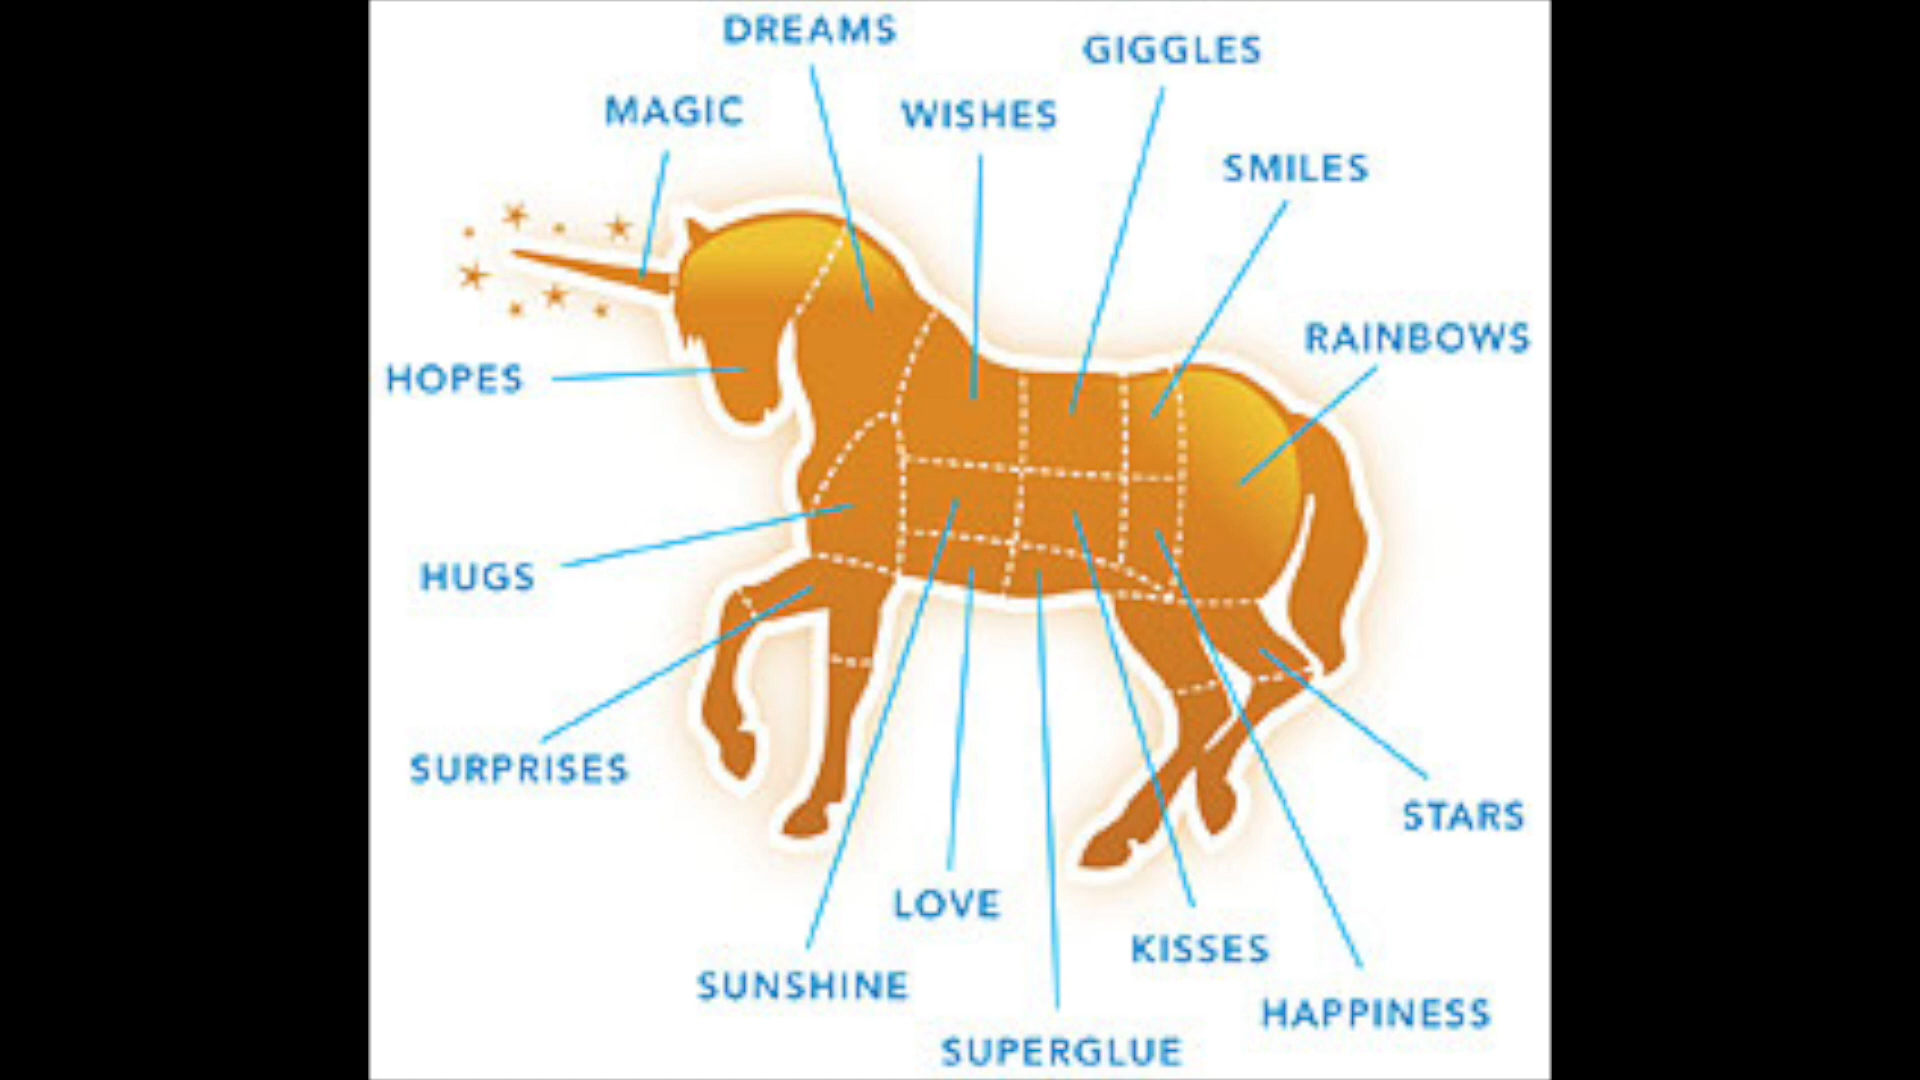 DREAMS
GIGGLES
MAGIC
WISHES
SMILES
RAINBOWS
HOPES
HUGS
SURPRISES
STARS
LOVE
KISSES
SUNSHINE
HAPPINESS
SUPERGLUE